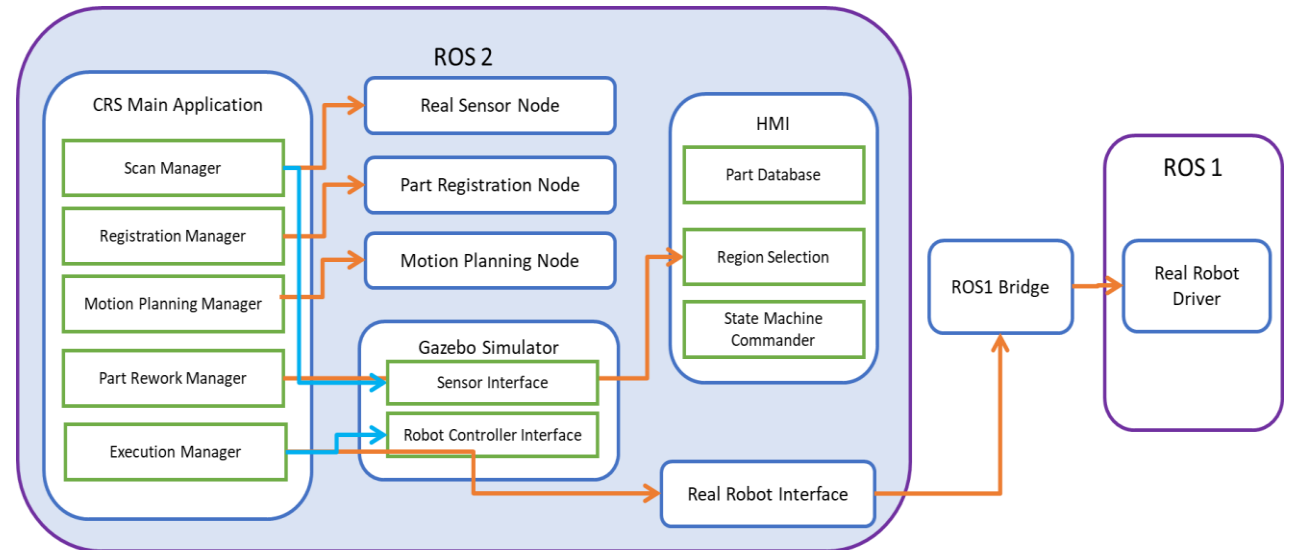 ROS 2
CRS Main Application
Scan Manager
Registration Manager
Motion Planning Manager
Part Rework Manager
Execution Manager
Real Sensor Node
Part Registration Node
Motion Planning Node
Gazebo Simulator
Sensor Interface
Robot Controller Interface
HMI
Part Database
Region Selection
State Machine
Commander
Real Robot Interface
ROS1 Bridge
ROS 1
Real Robot
Driver